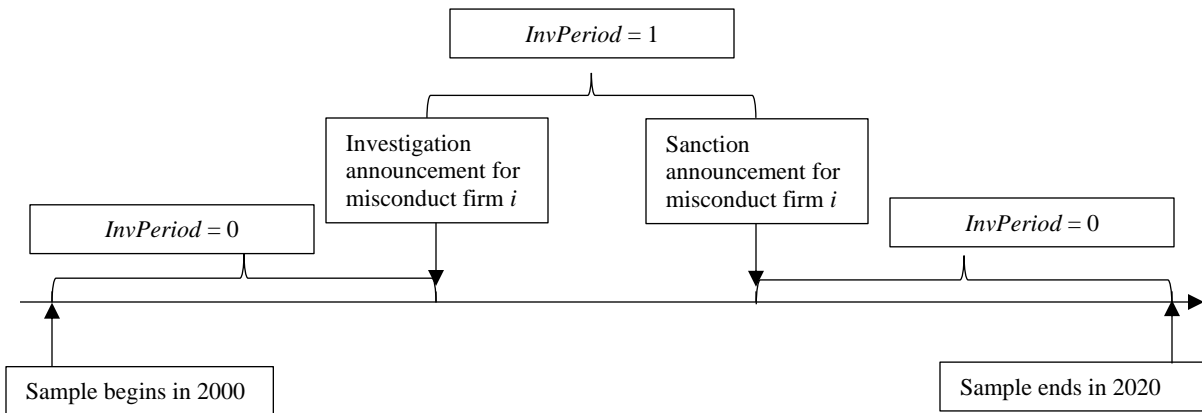 InvPeriod = 1
Investigation
announcement for
misconduct firm i
Sanction
announcement for
misconduct firm i
InvPeriod = 0
InvPeriod = 0
Sample begins in 2000
Sample ends in 2020